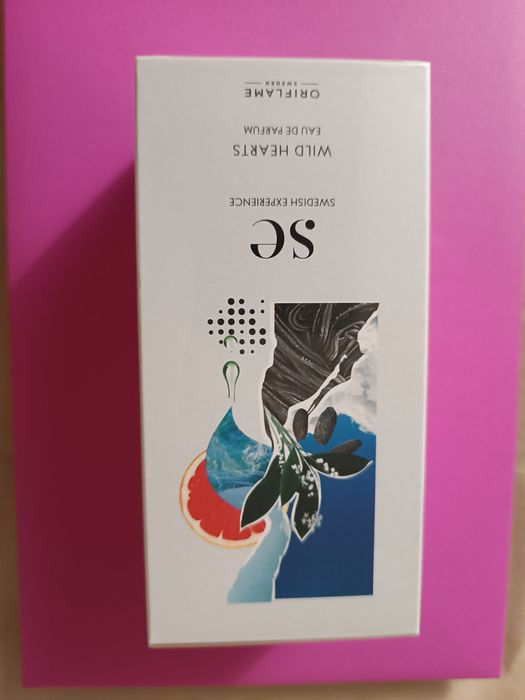 se
SWEDISH EXPERIENCE
WILD HEARTS
EAU DE PARFUM
ORIFLAME
SWEDEN